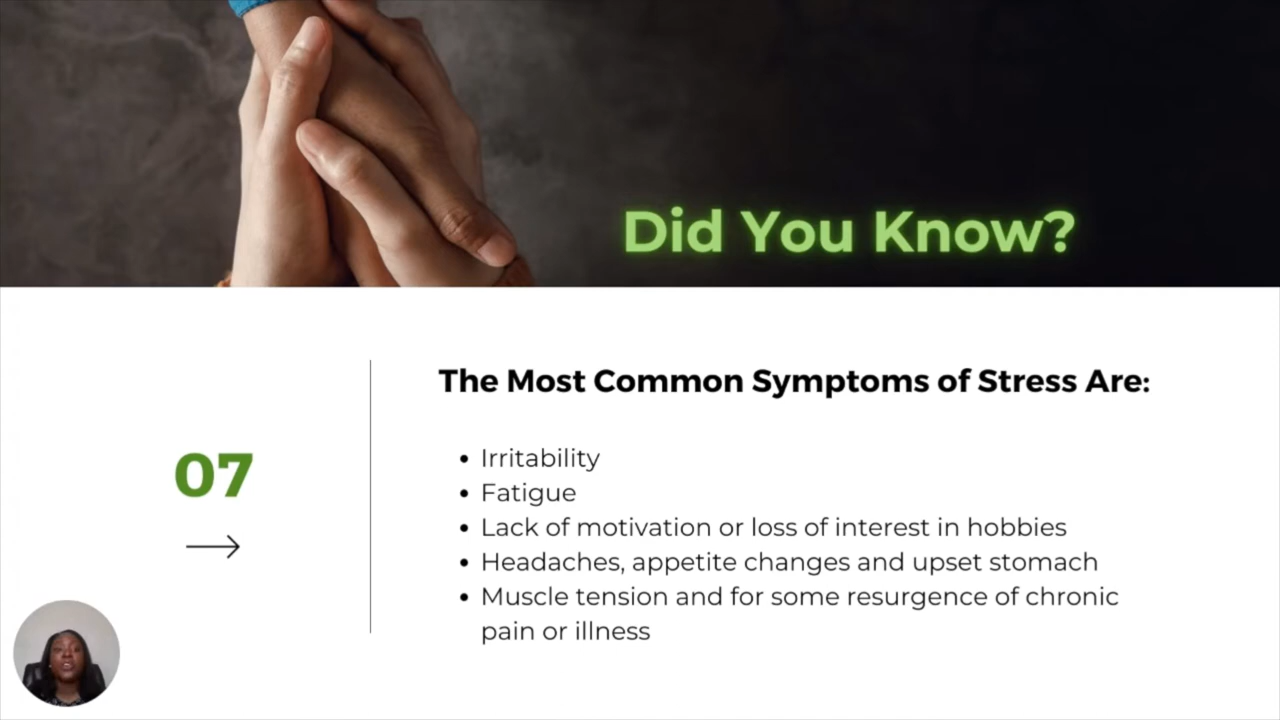 Did You Know?
The Most Common Symptoms of Stress Are:
07
• Irritability
• Fatigue
• Lack of motivation or loss of interest in hobbies
• Headaches, appetite changes and upset stomach
• Muscle tension and for some resurgence of chronic
pain or illness